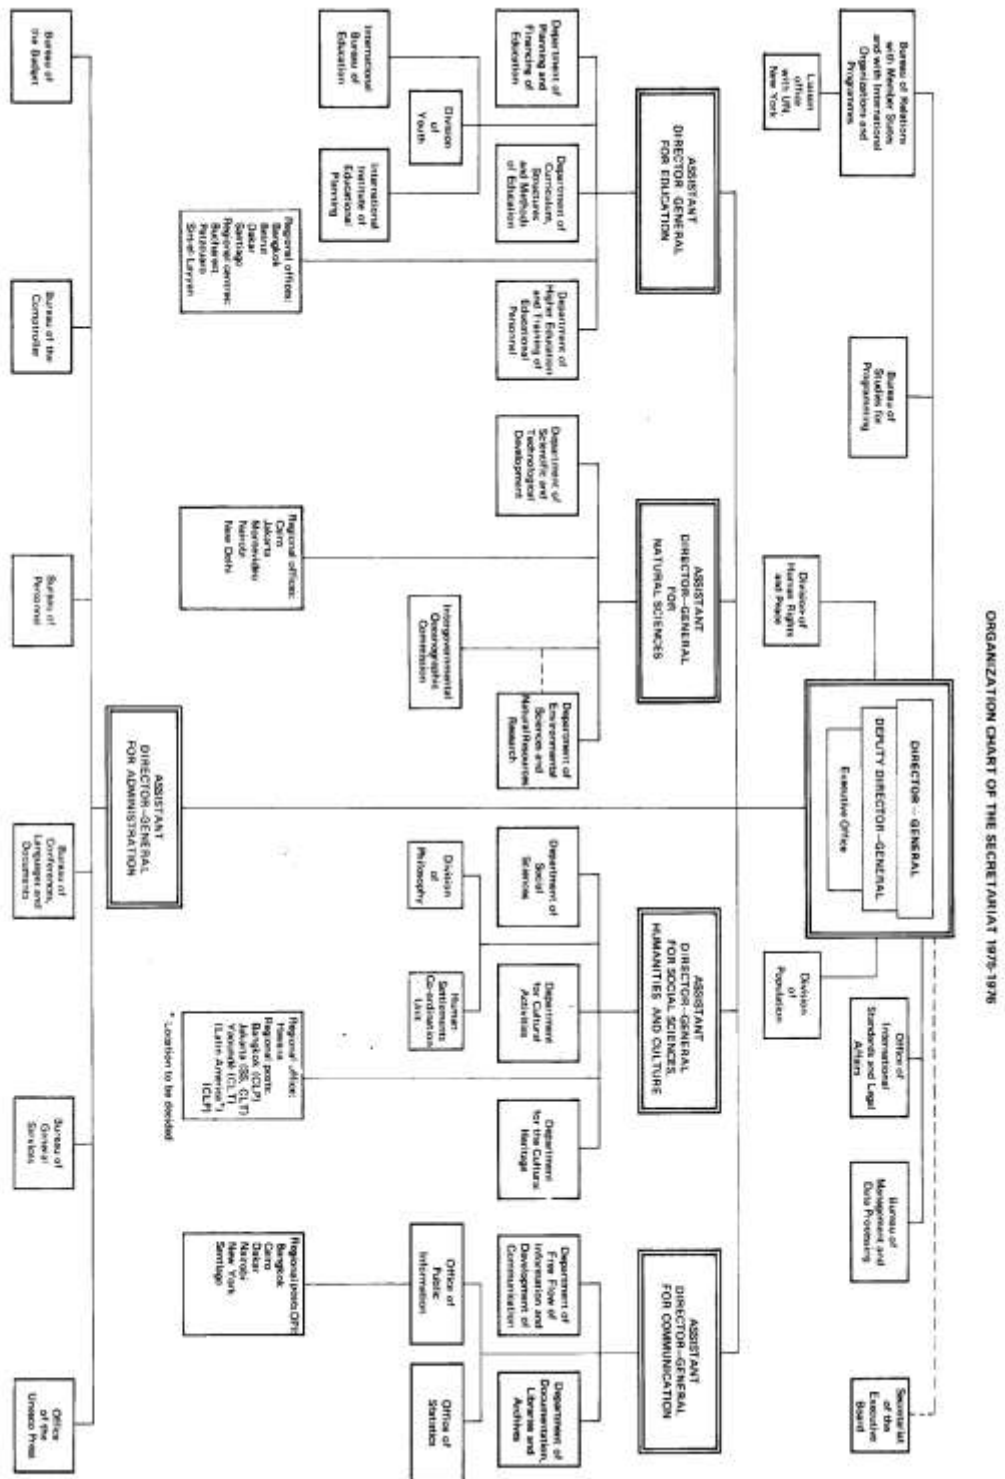 ORGANIZATION CHART OF THE SECRETARIAT 1975-1976
DIRECTOR – GENERAL
DEPUTY DIRECTOR–GENERAL
Executive Office
Bureau of Relations
with Member States
and with International
Organizations and
Programmes
Liaison
office
with UN,
New York
Bureau of
Studies for
Programming
Division of
Human Rights
and Peace
Division
of
Population
Office of
International
Standards and Legal
Affairs
Bureau of
Management and
Data Processing
Secretariat
of the
Executive
Board
ASSISTANT
DIRECTOR GENERAL
FOR EDUCATION
Department of
Planning and
Financing of
Education
Department of
Curriculum,
Structures
and Methods
of Education
Department of
Higher Education
and Training of
Educational
Personnel
International
Bureau of
Education
Division
of
Youth
International
Institute of
Educational
Planning
Regional offices:
Bangkok
Beirut
Dakar
Santiago
Regional centres:
Bucharest
Patzcuaro
Sirs-el-Layyan
ASSISTANT
DIRECTOR–GENERAL
FOR
NATURAL SCIENCES
Department of
Scientific and
Technological
Development
Department of
Environmental
Sciences and
Natural Resources
Research
Intergovernmental
Oceanographic
Commission
Regional offices:
Cairo
Jakarta
Montevideo
Nairobi
New Delhi
ASSISTANT
DIRECTOR–GENERAL
FOR SOCIAL SCIENCES,
HUMANITIES AND CULTURE
Department of
Social
Sciences
Department
for Cultural
Activities
Department
for the Cultural
Heritage
Division
of
Philosophy
Human
Settlements
Co-ordination
Unit
Regional office:
Havana
Regional posts:
Bangkok (CLP)
Jakarta (SS, CLT)
Yaoundé (CLT)
(Latin America*)
(CLP)
* Location to be decided
ASSISTANT
DIRECTOR–GENERAL
FOR COMMUNICATION
Department of
Free Flow of
Information and
Development of
Communication
Department of
Documentation,
Libraries and
Archives
Office of
Public
Information
Office of
Statistics
Regional posts OPI:
Bangkok
Cairo
Dakar
Nairobi
New York
Santiago
ASSISTANT
DIRECTOR–GENERAL
FOR ADMINISTRATION
Bureau of
the Budget
Bureau of the
Comptroller
Bureau of
Personnel
Bureau of
Conferences,
Languages and
Documents
Bureau of
General
Services
Office
of the
Unesco Press